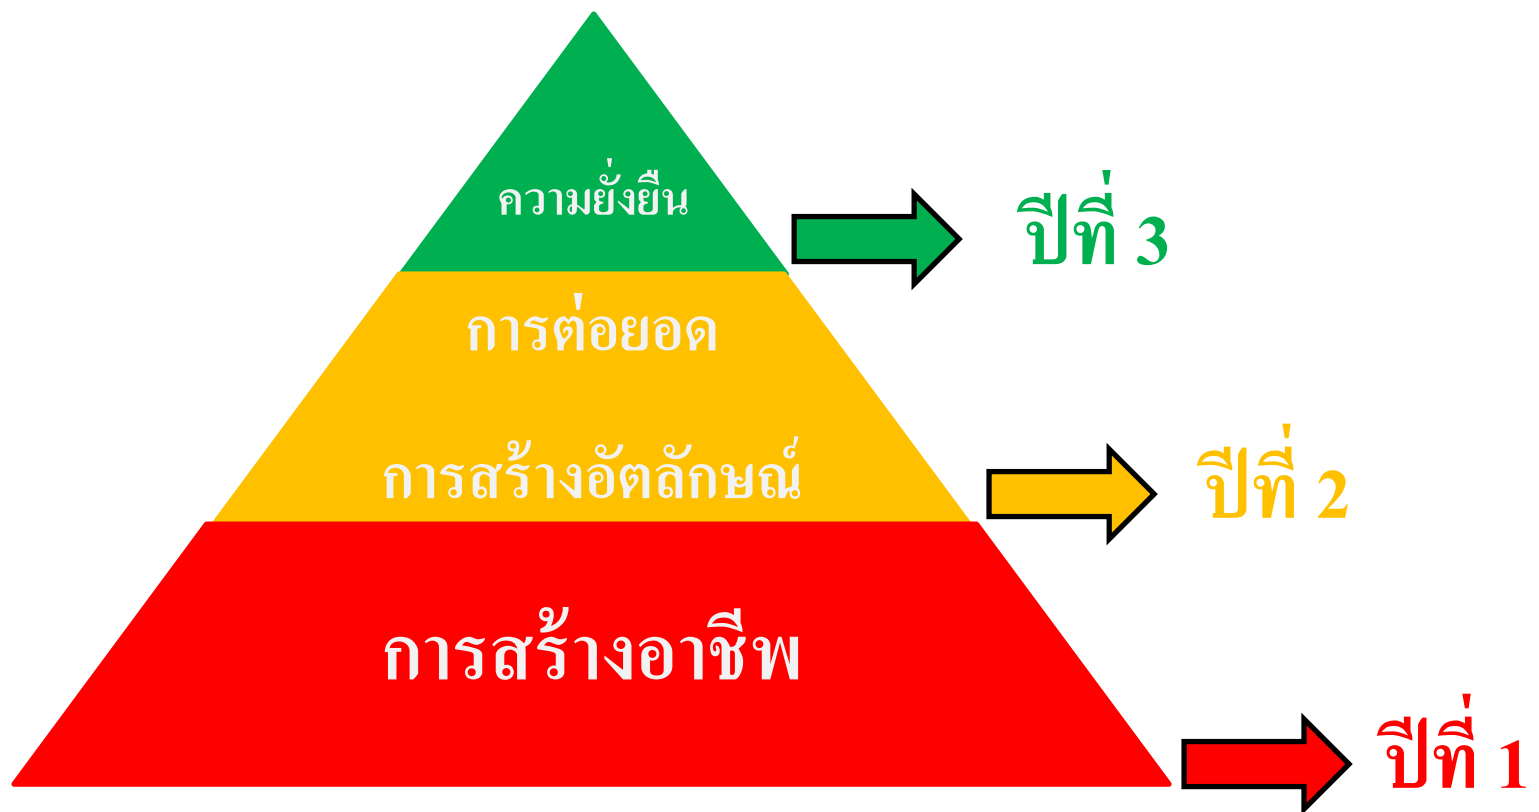 ความยั่งยืน
ปีที่ 3
การต่อยอด
การสร้างอัตลักษณ์
ปีที่ 2
การสร้างอาชีพ
ปีที่ 1